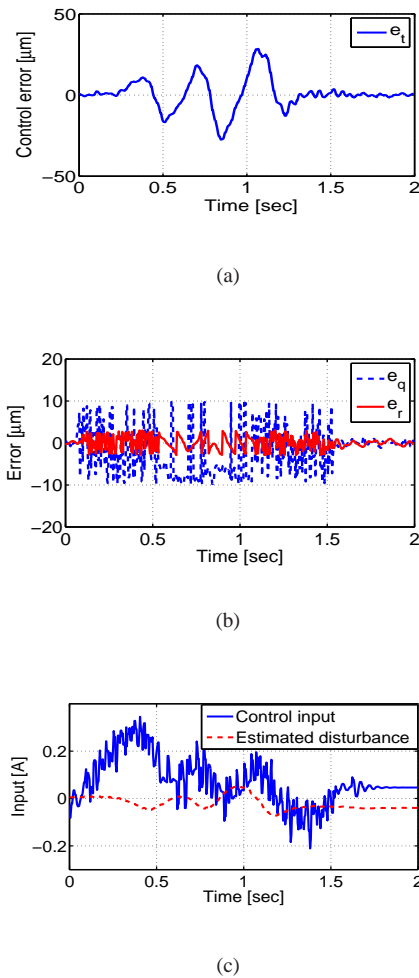 50
0
−50
0
0.5
1
1.5
2
Control error [μm]
Time [sec]
e_t
(a)
20
10
0
−10
−20
0
0.5
1
1.5
2
Error [μm]
Time [sec]
e_q
e_r
(b)
0.2
0
−0.2
0
0.5
1
1.5
2
Input [A]
Time [sec]
Control input
Estimated disturbance
(c)